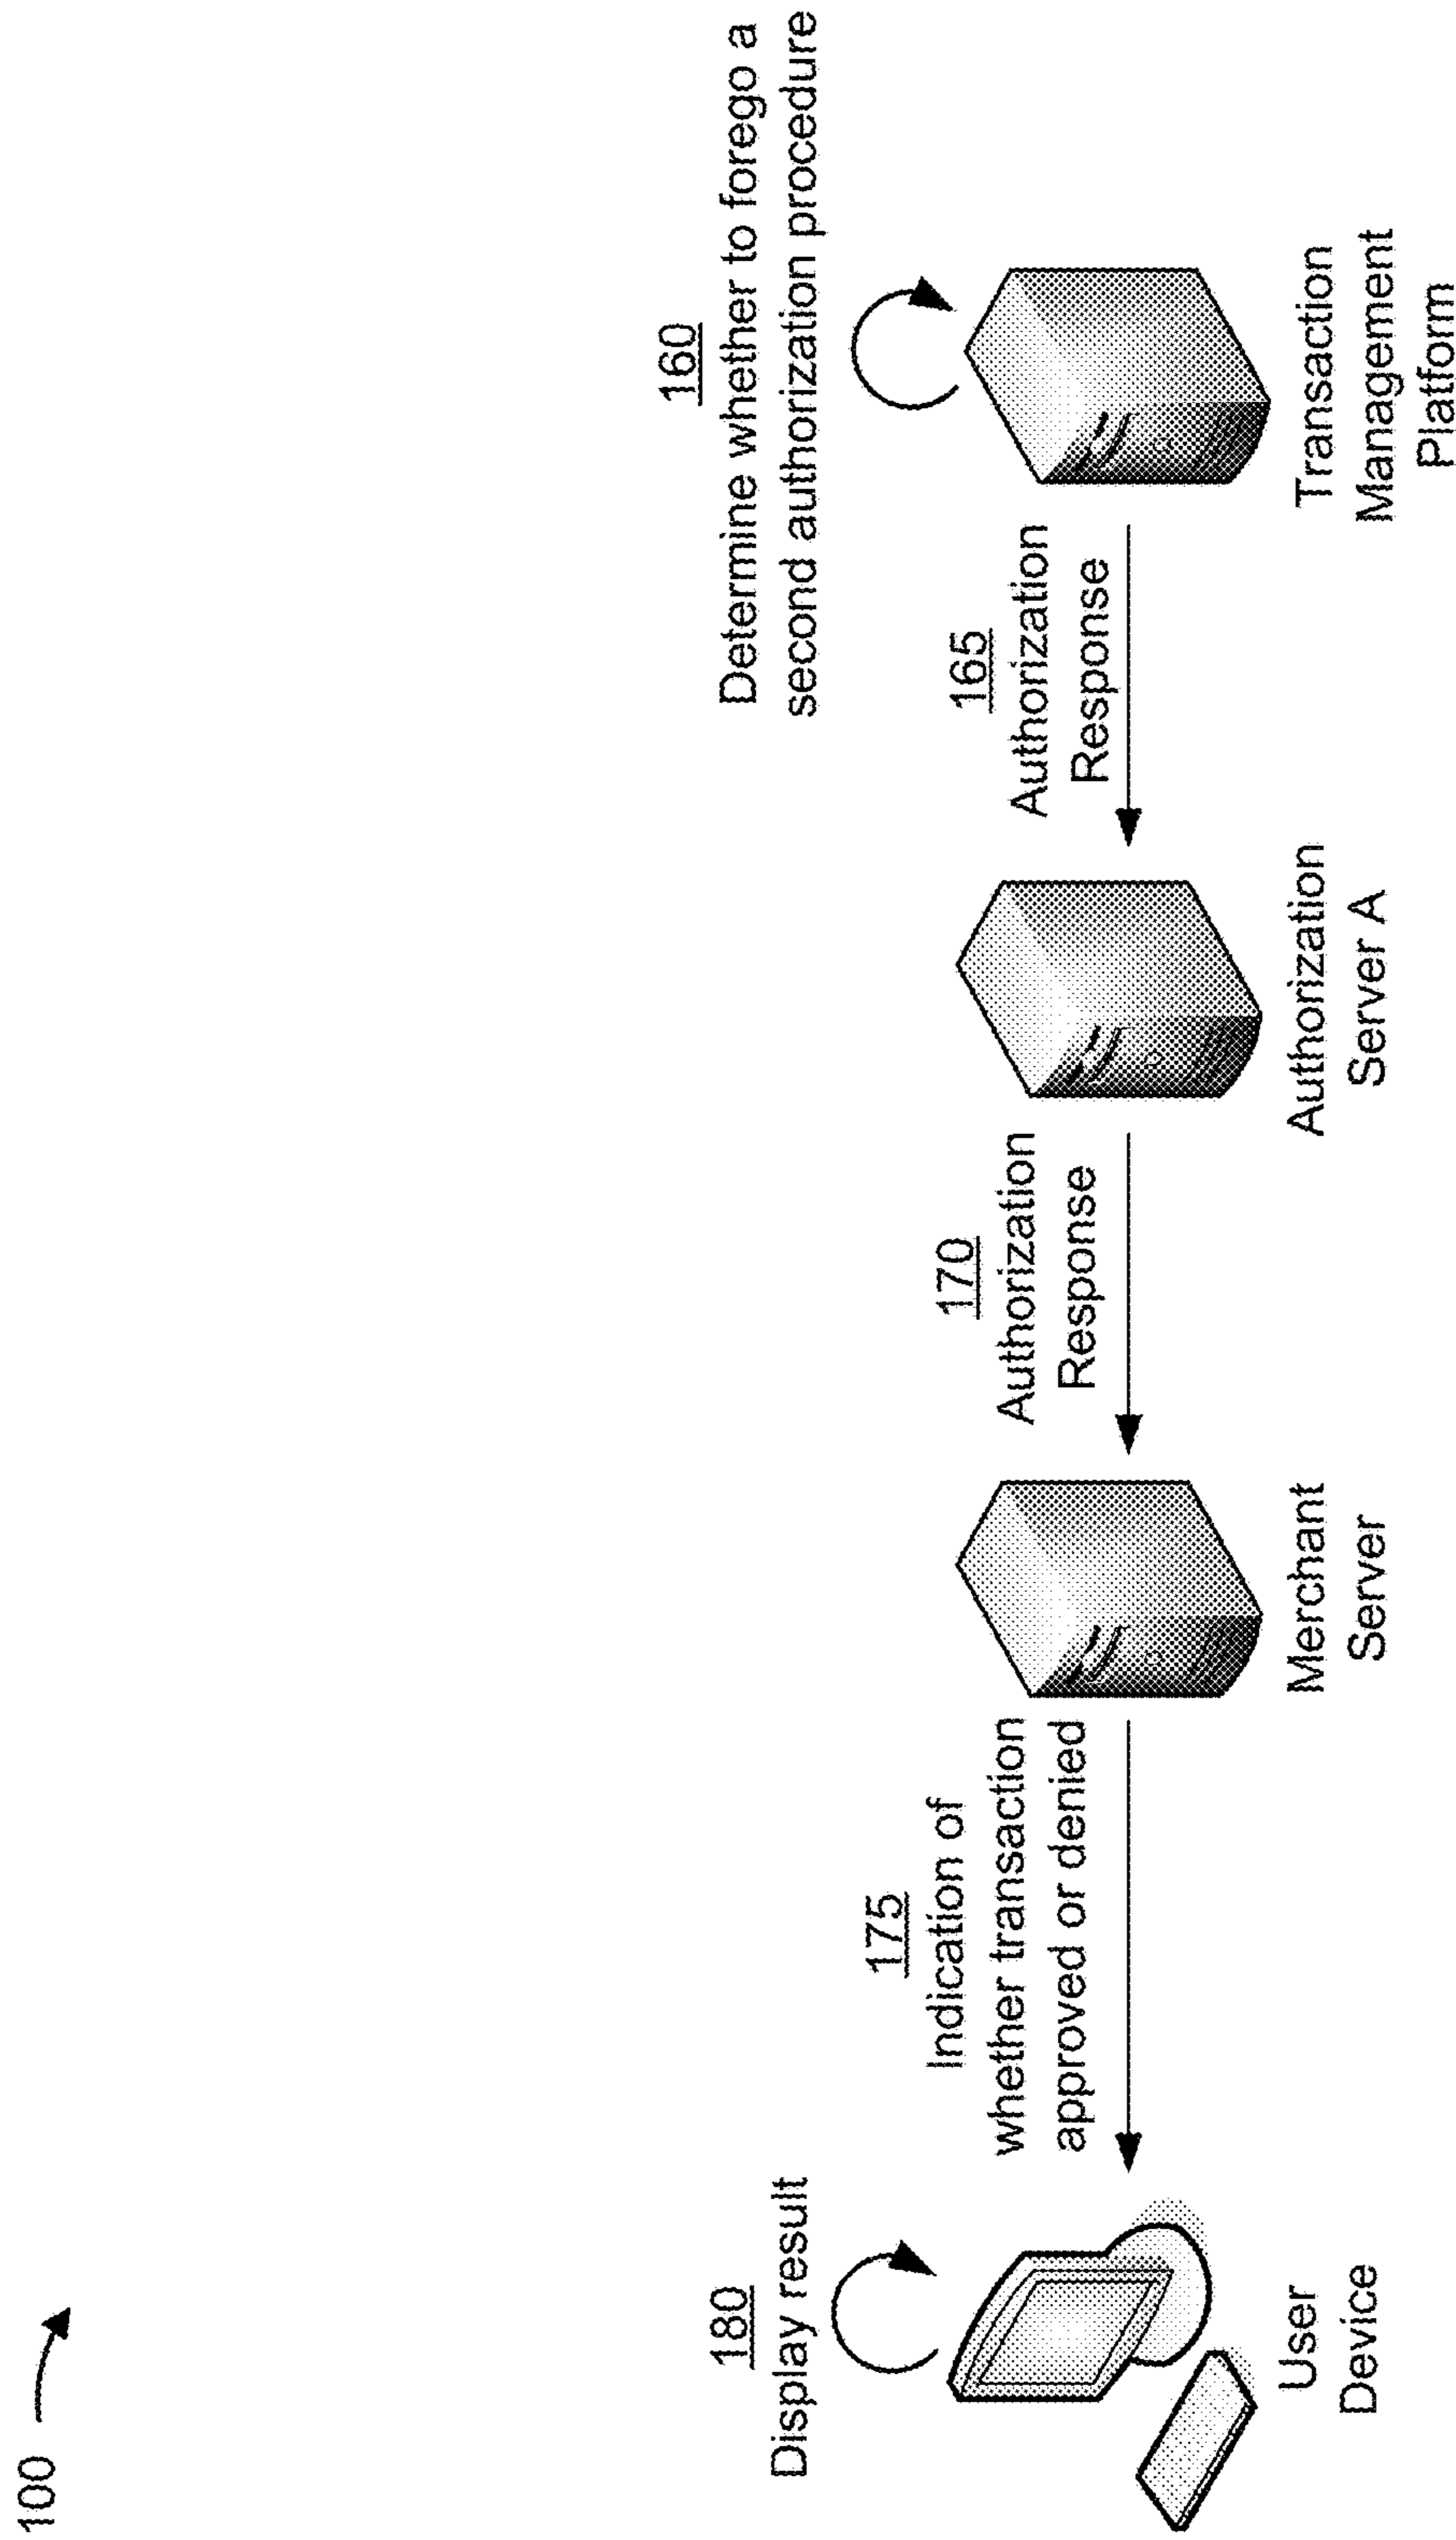 100
160
Determine whether to forego a
second authorization procedure
180
Display result
175
Indication of
whether transaction
approved or denied
170
Authorization
Response
165
Authorization
Response
User
Device
Merchant
Server
Authorization
Server A
Transaction
Management
Platform